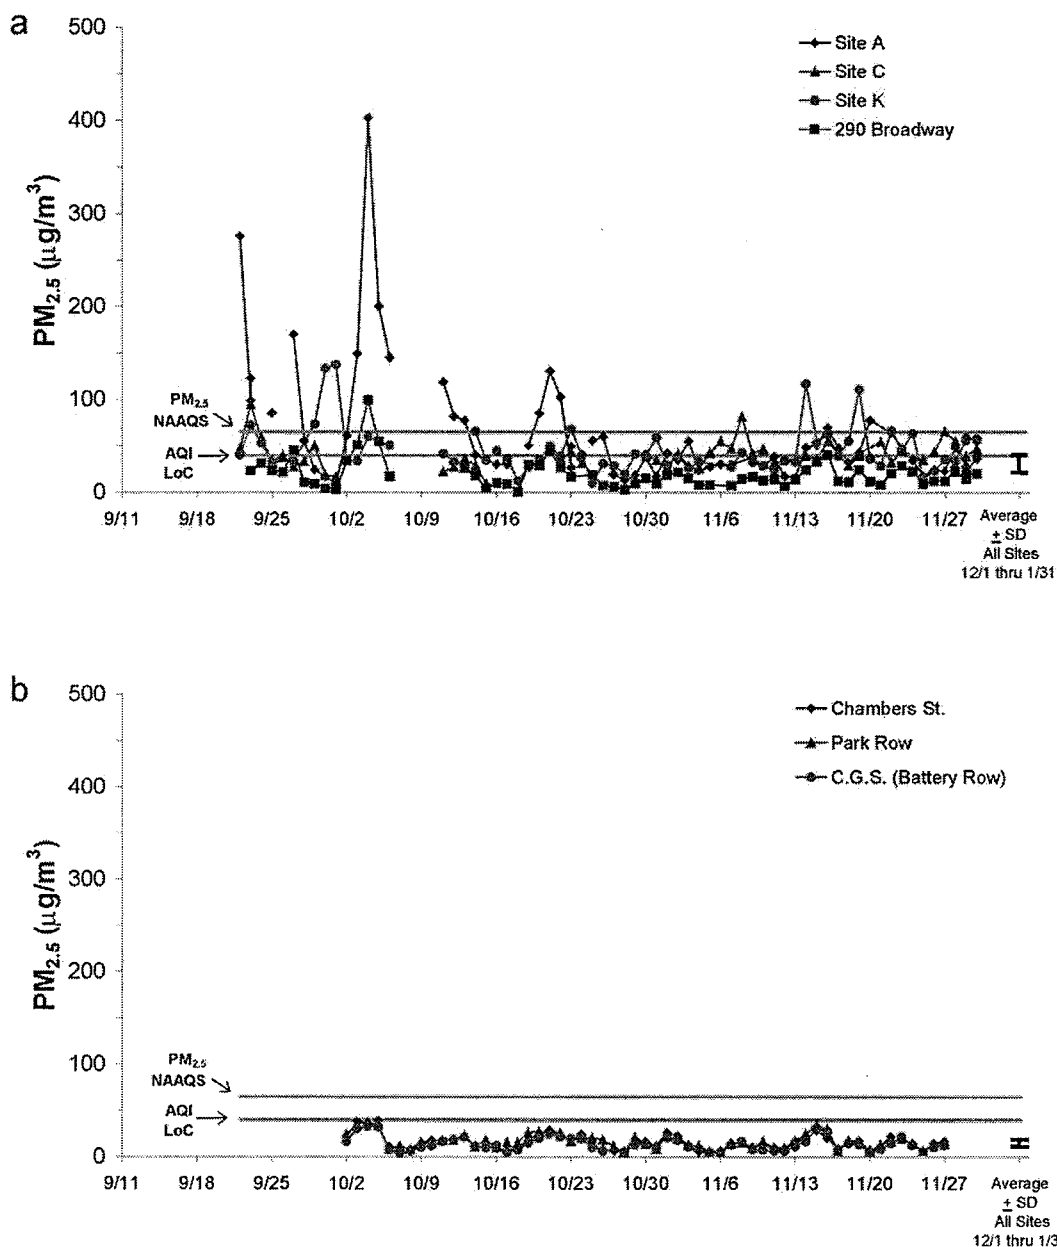 a
500
400
300
200
100
0
PM2.5 (µg/m³)
Site A
Site C
Site K
290 Broadway
PM2.5
NAAQS
AQI
LoC
9/11 9/18 9/25 10/2 10/9 10/16 10/23 10/30 11/6 11/13 11/20 11/27
Average
± SD
All Sites
12/1 thru 1/31
b
500
400
300
200
100
0
PM2.5 (µg/m³)
Chambers St.
Park Row
C.G.S. (Battery Row)
PM2.5
NAAQS
AQI
LoC
9/11 9/18 9/25 10/2 10/9 10/16 10/23 10/30 11/6 11/13 11/20 11/27
Average
± SD
All Sites
12/1 thru 1/3